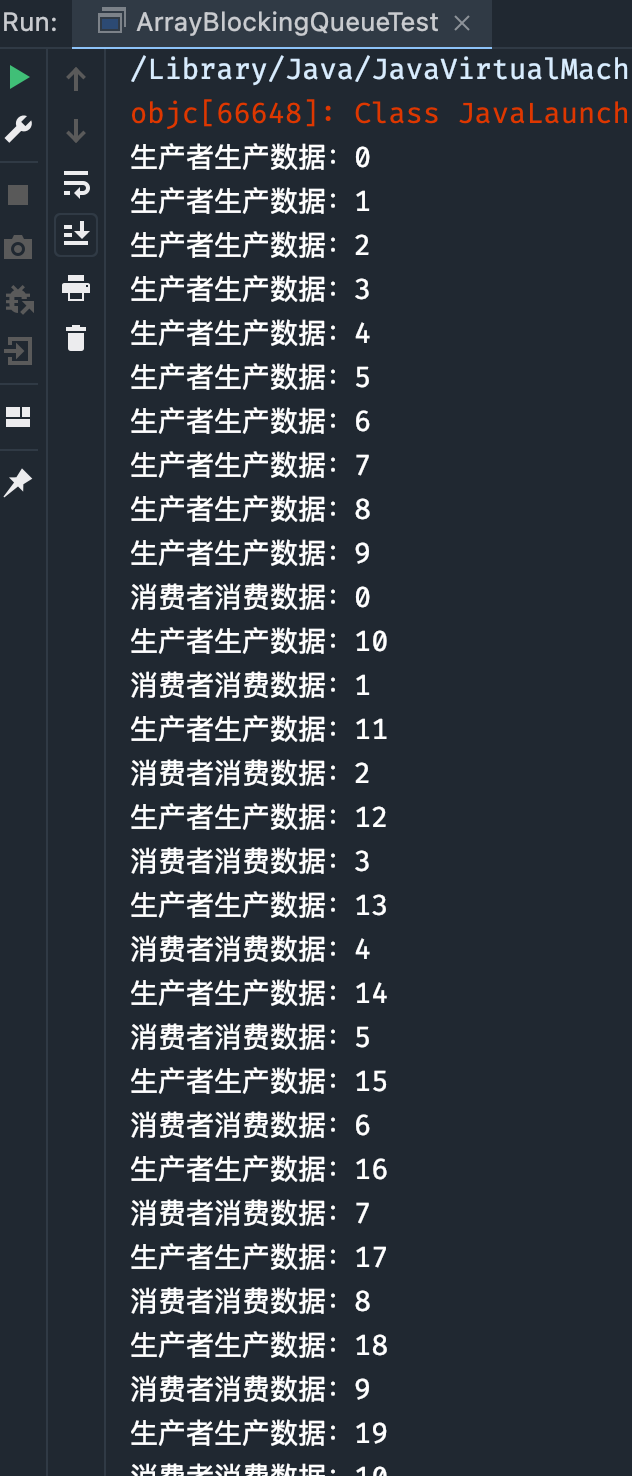 Run: ArrayBlockingQueueTest
/Library/Java/JavaVirtualMach
objc[66648]: Class JavaLaunch
生产者生产数据：0
生产者生产数据：1
生产者生产数据：2
生产者生产数据：3
生产者生产数据：4
生产者生产数据：5
生产者生产数据：6
生产者生产数据：7
生产者生产数据：8
生产者生产数据：9
消费者消费数据：0
生产者生产数据：10
消费者消费数据：1
生产者生产数据：11
消费者消费数据：2
生产者生产数据：12
消费者消费数据：3
生产者生产数据：13
消费者消费数据：4
生产者生产数据：14
消费者消费数据：5
生产者生产数据：15
消费者消费数据：6
生产者生产数据：16
消费者消费数据：7
生产者生产数据：17
消费者消费数据：8
生产者生产数据：18
消费者消费数据：9
生产者生产数据：19
消费者消费数据：10